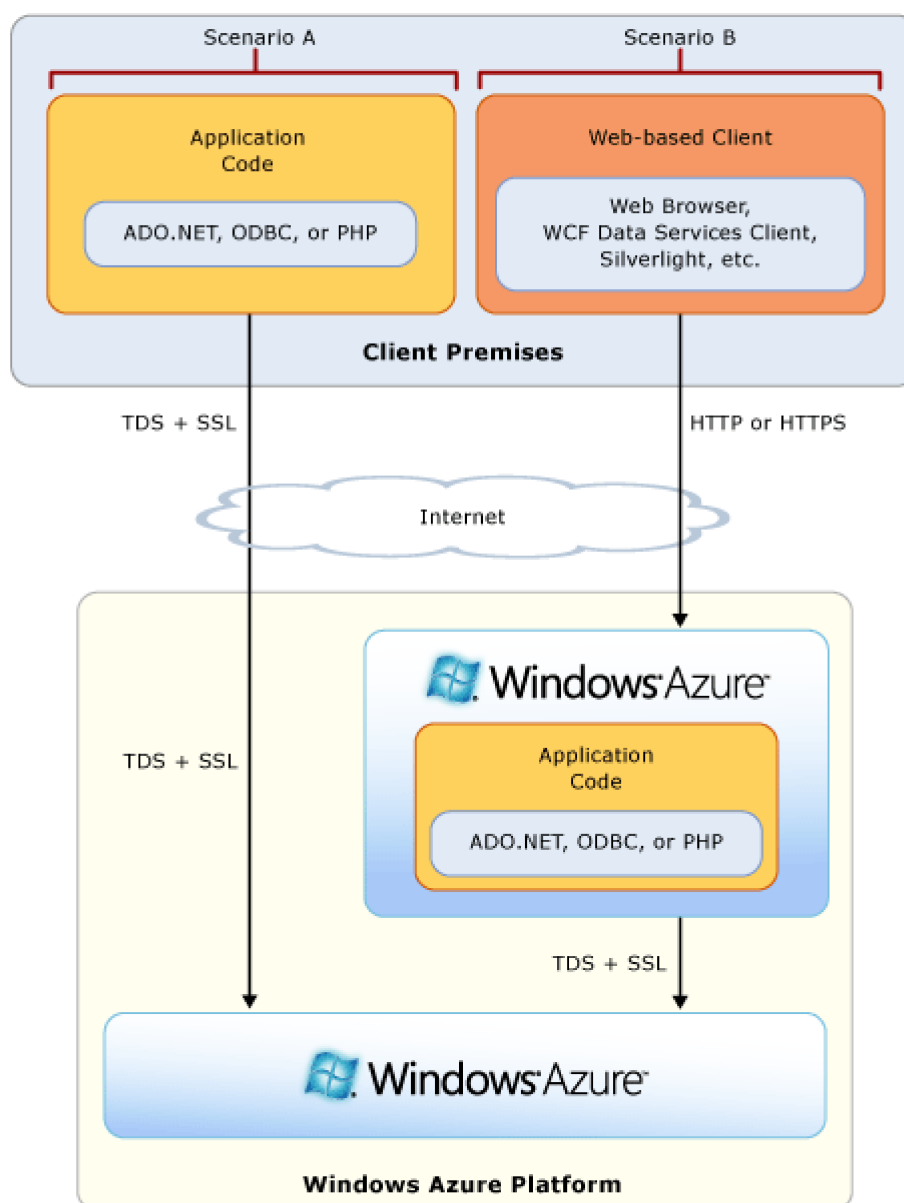 Scenario A
Scenario B
Application
Code
ADO.NET, ODBC, or PHP
Web-based Client
Web Browser,
WCF Data Services Client,
Silverlight, etc.
Client Premises
TDS + SSL
HTTP or HTTPS
Internet
Windows Azure™
TDS + SSL
Application
Code
ADO.NET, ODBC, or PHP
TDS + SSL
Windows Azure™
Windows Azure Platform